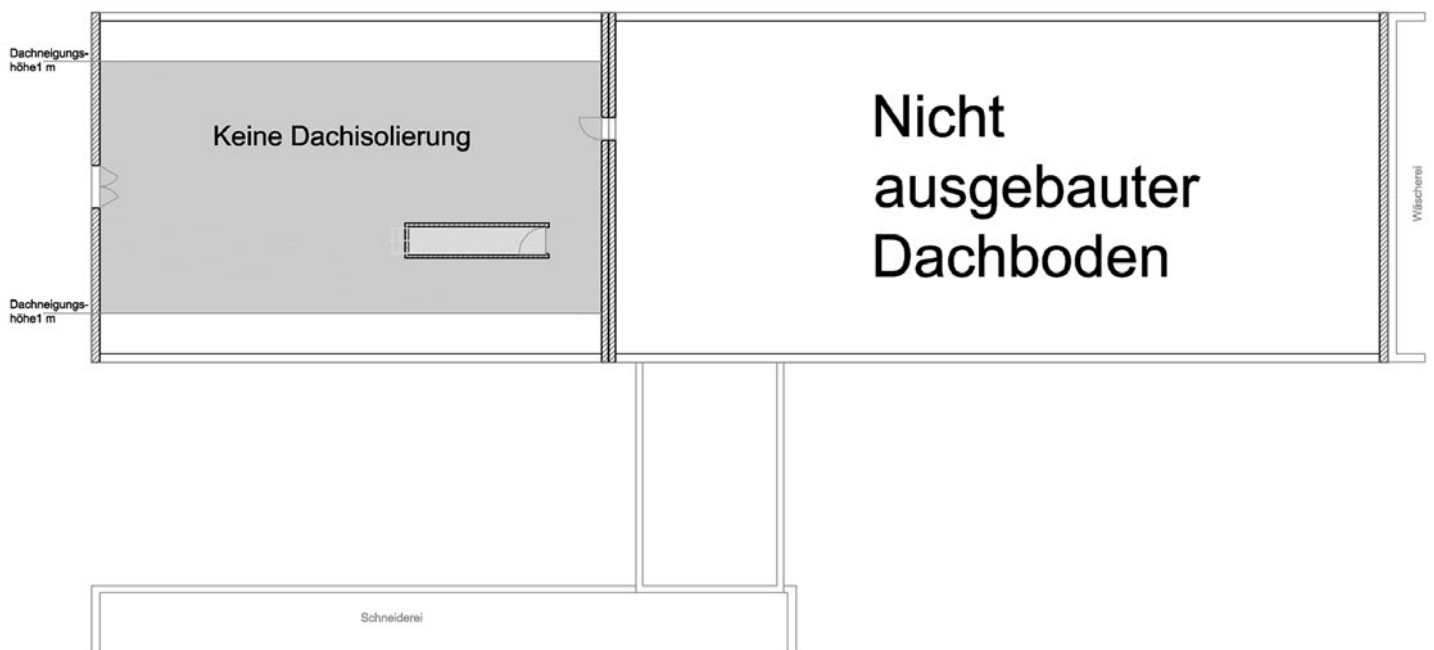 Dachneigungs-
höhe1 m
Keine Dachisolierung
Nicht
ausgebauter
Dachboden
Wäscherei
Dachneigungs-
höhe1 m
Schneiderei